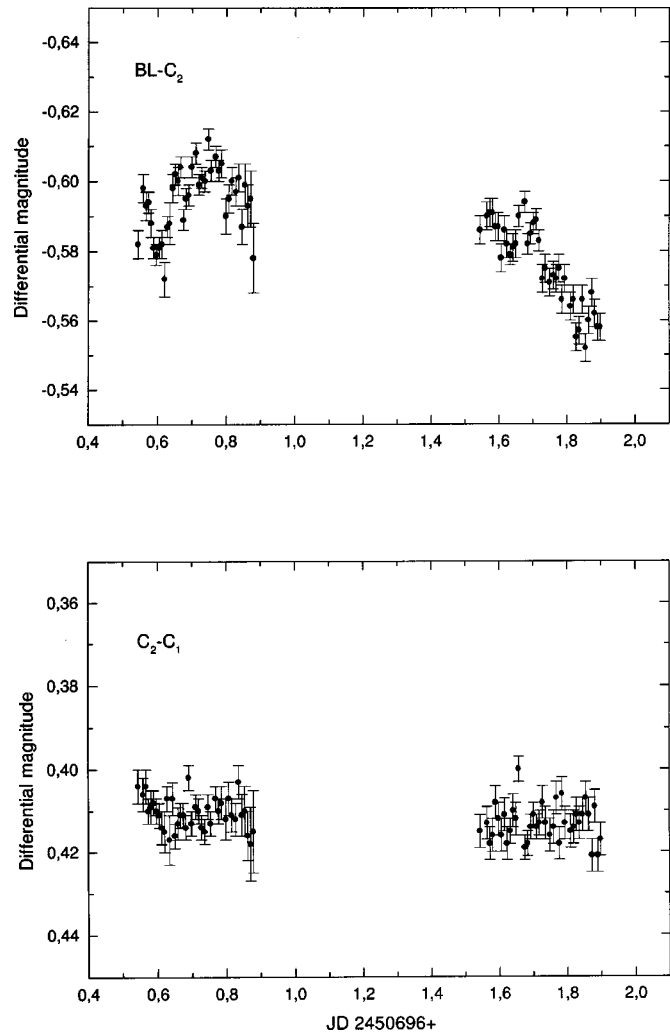 -0,64
-0,62
-0,60
-0,58
-0,56
-0,54
Differential magnitude
BL-C₂
0,4 0,6 0,8 1,0 1,2 1,4 1,6 1,8 2,0
0,36
0,38
0,40
0,42
0,44
Differential magnitude
C₂-C₁
0,4 0,6 0,8 1,0 1,2 1,4 1,6 1,8 2,0
JD 2450696+